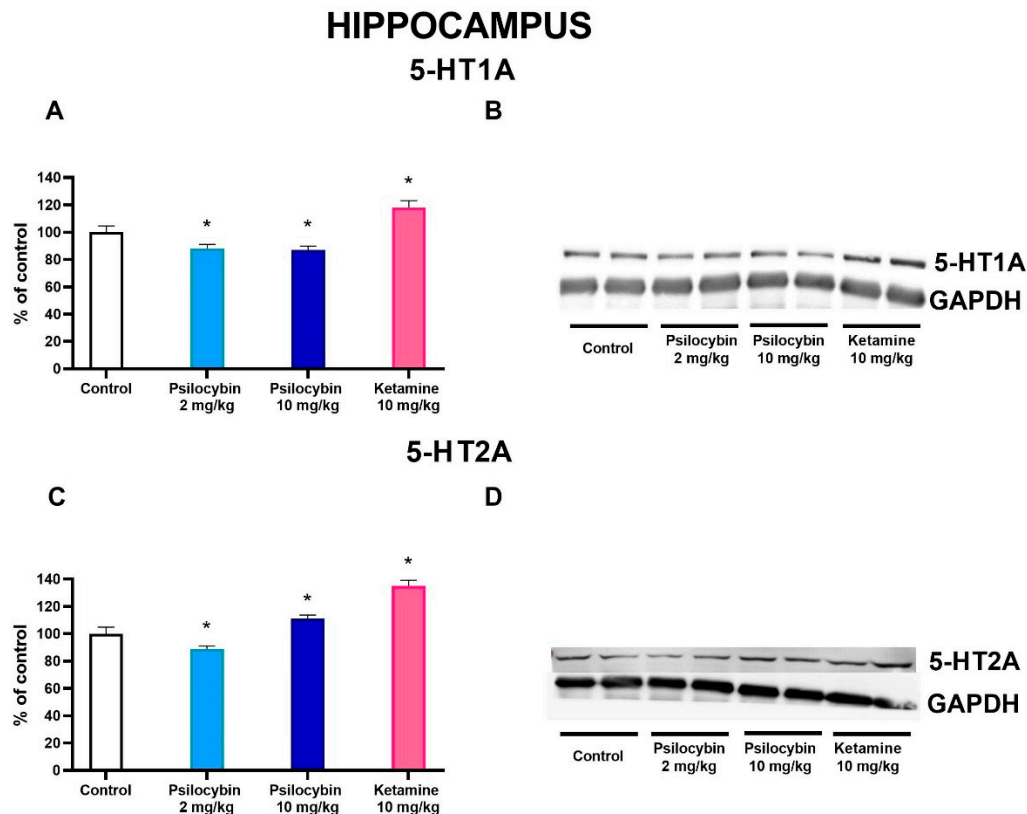 HIPPOCAMPUS
5-HT1A
A
B
140
120
100
80
60
40
20
0
% of control
*
*
*
Control
Psilocybin
2 mg/kg
Psilocybin
10 mg/kg
Ketamine
10 mg/kg
5-HT1A
GAPDH
Control
Psilocybin
2 mg/kg
Psilocybin
10 mg/kg
Ketamine
10 mg/kg
5-HT2A
C
D
140
120
100
80
60
40
20
0
% of control
*
*
*
Control
Psilocybin
2 mg/kg
Psilocybin
10 mg/kg
Ketamine
10 mg/kg
5-HT2A
GAPDH
Control
Psilocybin
2 mg/kg
Psilocybin
10 mg/kg
Ketamine
10 mg/kg